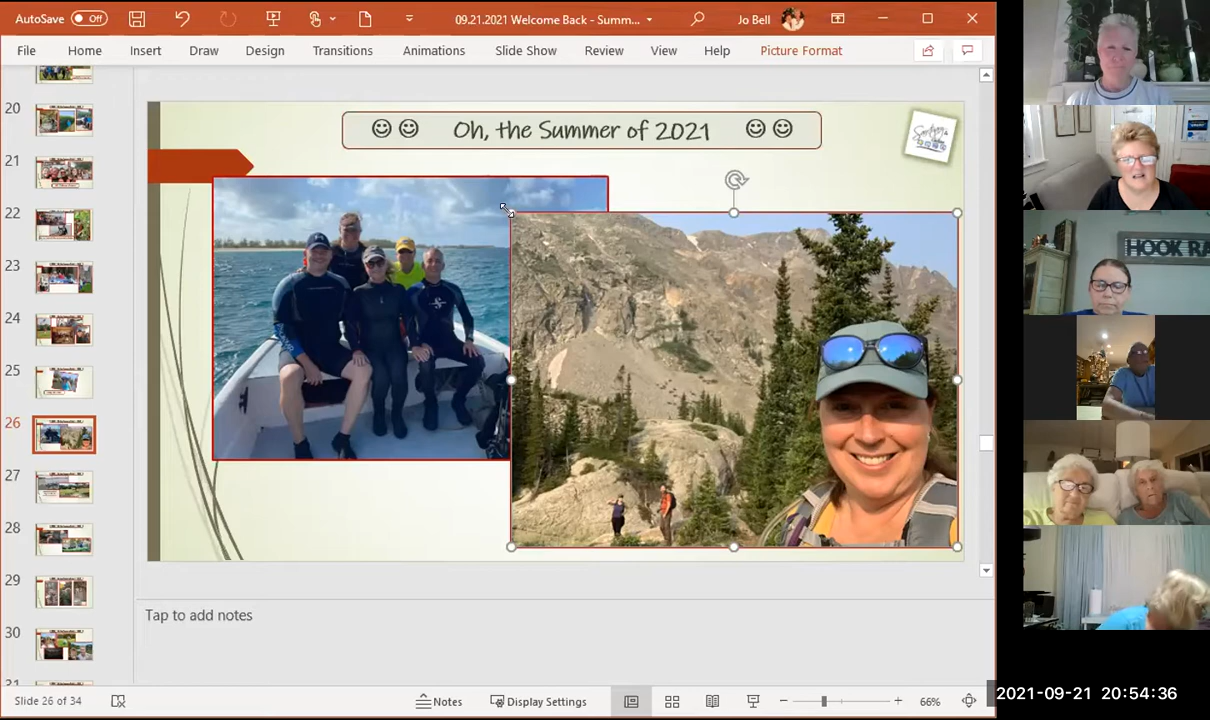 AutoSave Off 09.21.2021 Welcome Back - Summ... Jo Bell
File Home Insert Draw Design Transitions Animations Slide Show Review View Help Picture Format
20
21
22
23
24
25
26
27
28
29
30
Oh, the Summer of 2021
HOOK RA
Tap to add notes
Slide 26 of 34 Notes Display Settings 66%
2021-09-21 20:54:36